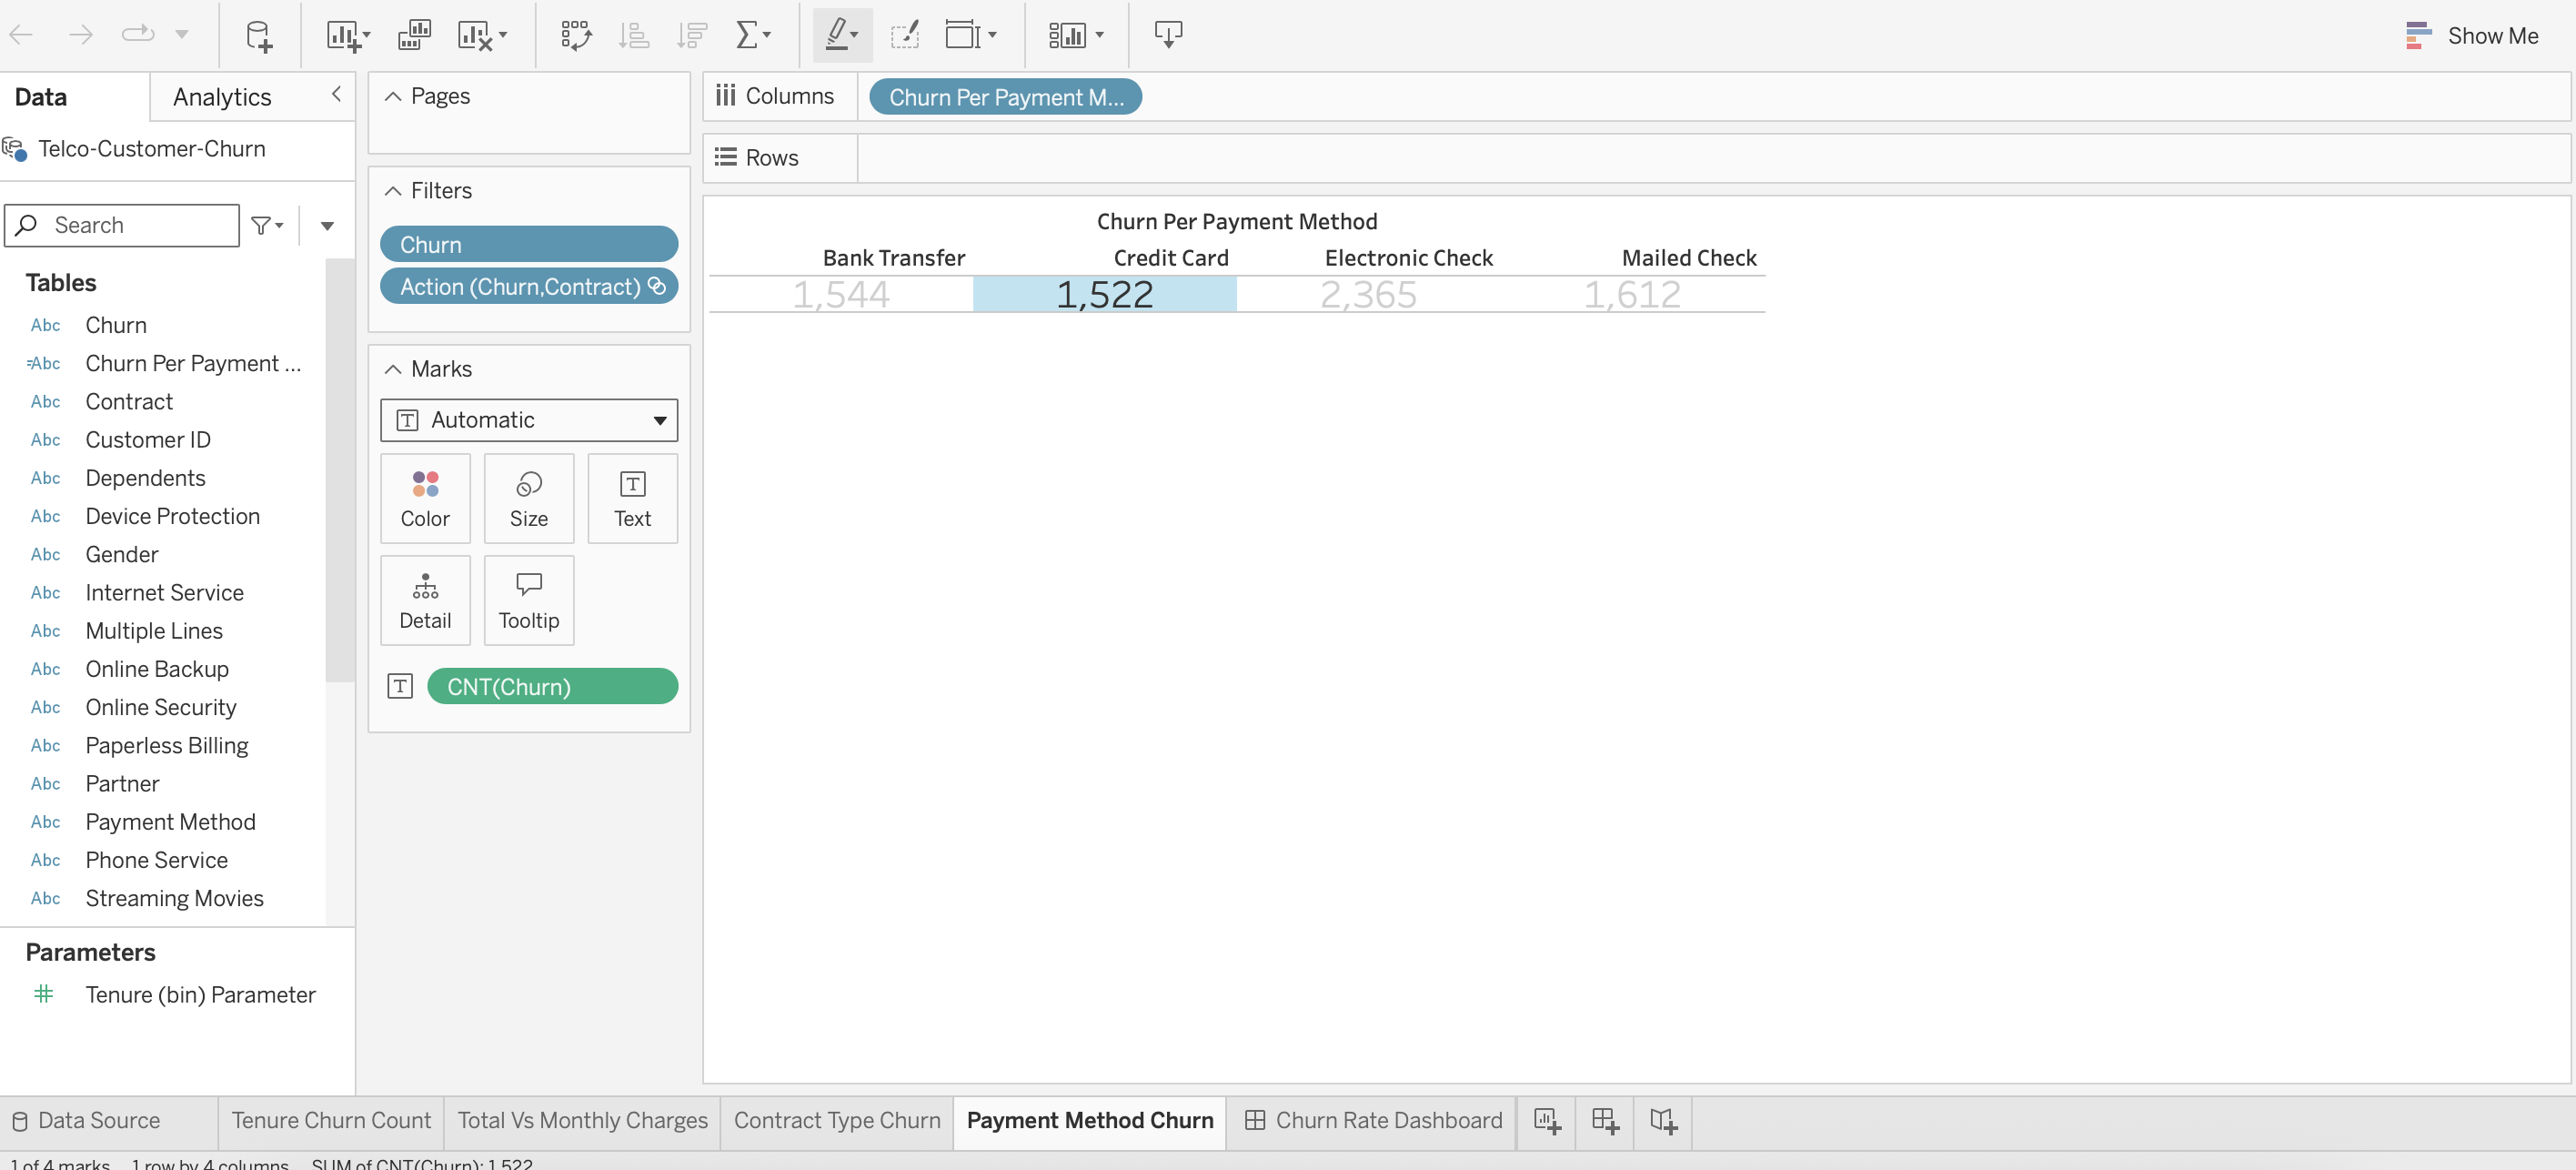 Show Me
Data
Analytics
Telco-Customer-Churn
Search
Tables
Abc Churn
=Abc Churn Per Payment ...
Abc Contract
Abc Customer ID
Abc Dependents
Abc Device Protection
Abc Gender
Abc Internet Service
Abc Multiple Lines
Abc Online Backup
Abc Online Security
Abc Paperless Billing
Abc Partner
Abc Payment Method
Abc Phone Service
Abc Streaming Movies
Parameters
# Tenure (bin) Parameter
Pages
Filters
Churn
Action (Churn,Contract)
Marks
T Automatic
Color Size Text
Detail Tooltip
T CNT(Churn)
Columns Churn Per Payment M...
Rows
Churn Per Payment Method
Bank Transfer Credit Card Electronic Check Mailed Check
1,544 1,522 2,365 1,612
Data Source Tenure Churn Count Total Vs Monthly Charges Contract Type Churn Payment Method Churn Churn Rate Dashboard
1 of 4 marks 1 row by 4 columns SUM of CNT(Churn): 1,522